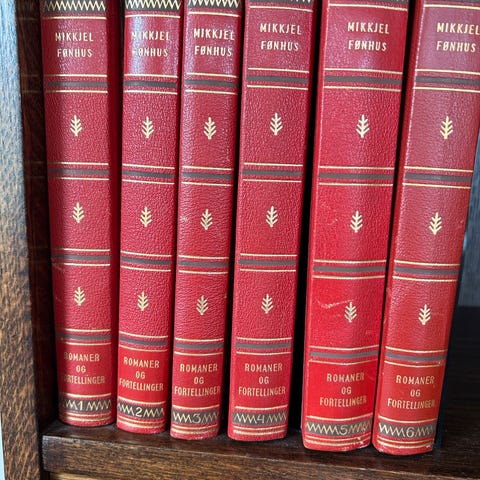 MIKKJEL
FØNHUS
ROMANER
OG
FORTELLINGER
1
MIKKJEL
FØNHUS
ROMANER
OG
FORTELLINGER
2
MIKKJEL
FØNHUS
ROMANER
OG
FORTELLINGER
3
MIKKJEL
FØNHUS
ROMANER
OG
FORTELLINGER
4
MIKKJEL
FØNHUS
ROMANER
OG
FORTELLINGER
5
MIKKJEL
FØNHUS
ROMANER
OG
FORTELLINGER
6